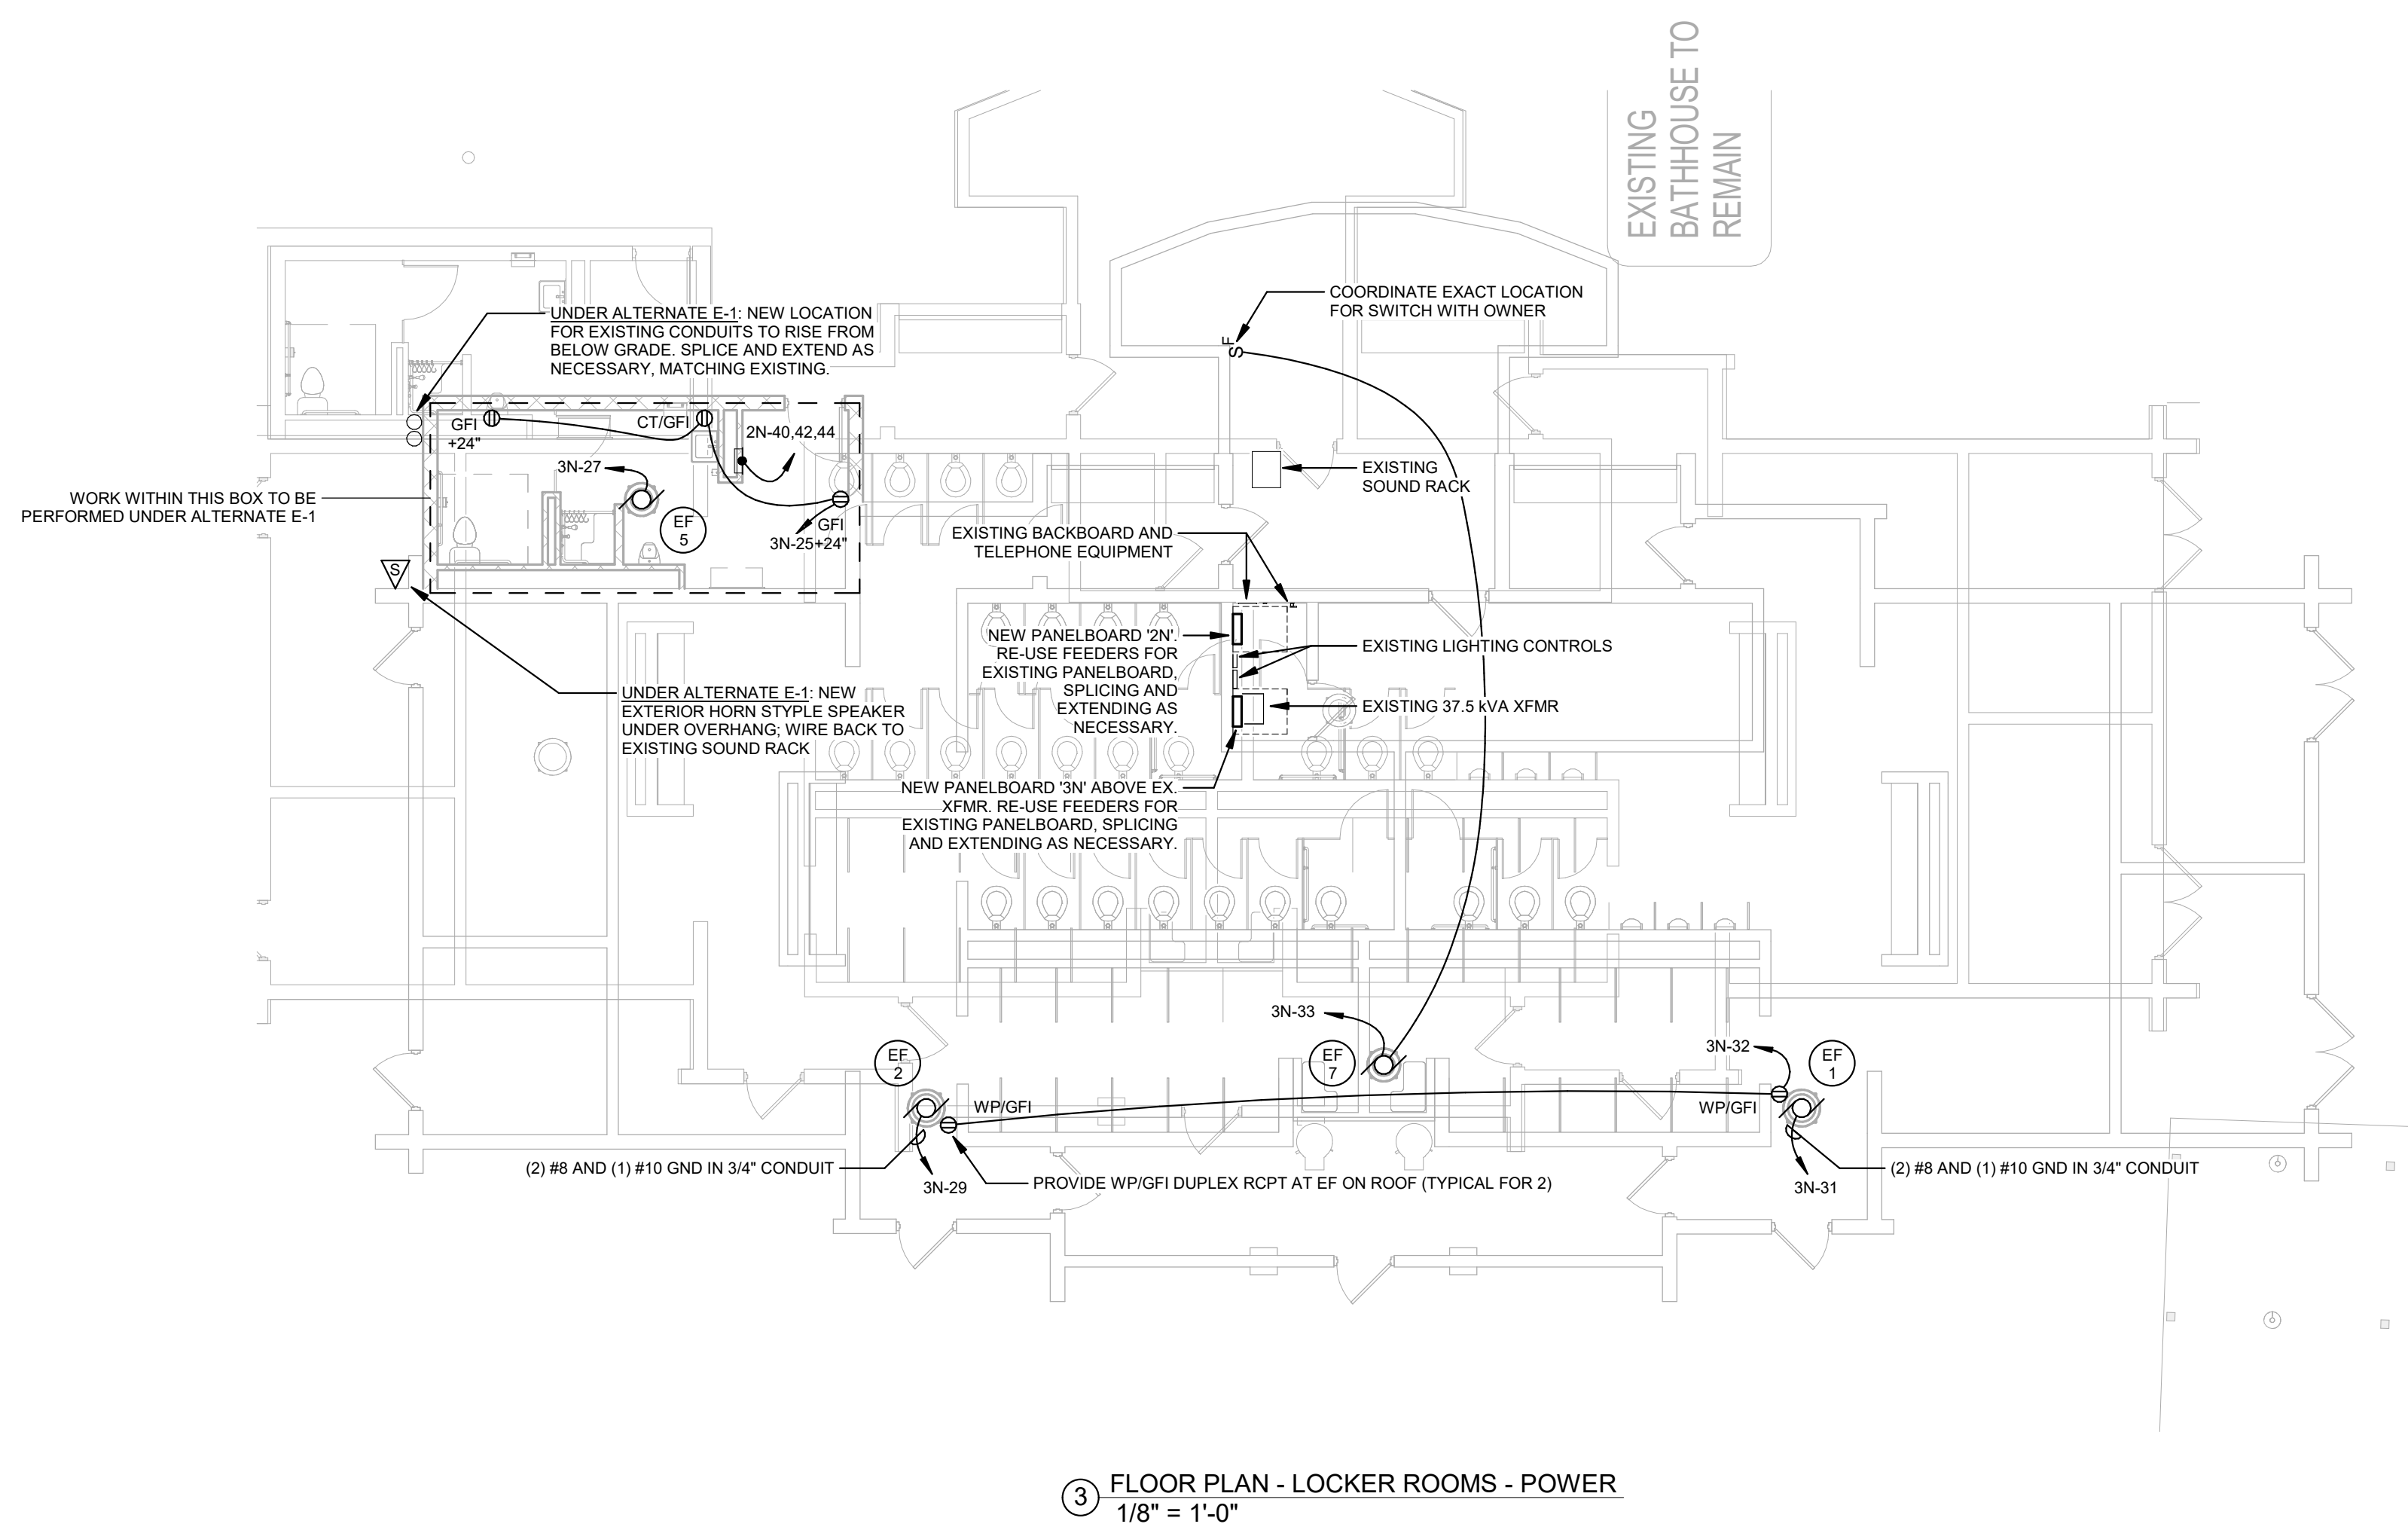 EXISTING
BATHHOUSE TO
REMAIN
COORDINATE EXACT LOCATION
FOR SWITCH WITH OWNER
UNDER ALTERNATE E-1: NEW LOCATION
FOR EXISTING CONDUITS TO RISE FROM
BELOW GRADE. SPLICE AND EXTEND AS
NECESSARY, MATCHING EXISTING.
S
F
GFI
+24"
CT/GFI
2N-40,42,44
3N-27
EXISTING
SOUND RACK
WORK WITHIN THIS BOX TO BE
PERFORMED UNDER ALTERNATE E-1
EF
5
GFI
3N-25+24"
EXISTING BACKBOARD AND
TELEPHONE EQUIPMENT
S
NEW PANELBOARD '2N'.
RE-USE FEEDERS FOR
EXISTING PANELBOARD,
SPLICING AND
EXTENDING AS
NECESSARY.
EXISTING LIGHTING CONTROLS
UNDER ALTERNATE E-1: NEW
EXTERIOR HORN STYPLE SPEAKER
UNDER OVERHANG; WIRE BACK TO
EXISTING SOUND RACK
EXISTING 37.5 kVA XFMR
NEW PANELBOARD '3N' ABOVE EX.
XFMR. RE-USE FEEDERS FOR
EXISTING PANELBOARD, SPLICING
AND EXTENDING AS NECESSARY.
3N-33
3N-32
EF
2
EF
7
EF
1
WP/GFI
WP/GFI
(2) #8 AND (1) #10 GND IN 3/4" CONDUIT
3N-29
PROVIDE WP/GFI DUPLEX RCPT AT EF ON ROOF (TYPICAL FOR 2)
3N-31
(2) #8 AND (1) #10 GND IN 3/4" CONDUIT
3
FLOOR PLAN - LOCKER ROOMS - POWER
1/8" = 1'-0"